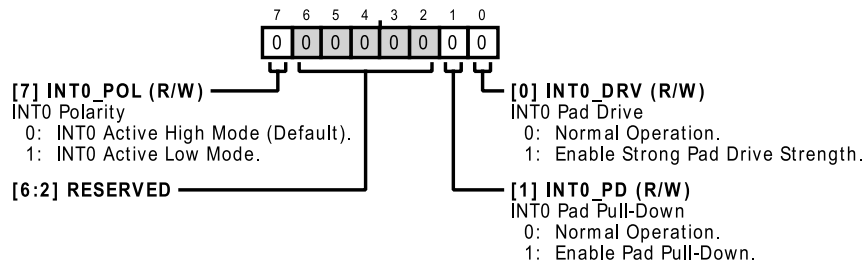 7 6 5 4 3 2 1 0
0 0 0 0 0 0 0 0
[7] INT0_POL (R/W)
INT0 Polarity
0: INT0 Active High Mode (Default).
1: INT0 Active Low Mode.
[6:2] RESERVED
[0] INT0_DRV (R/W)
INT0 Pad Drive
0: Normal Operation.
1: Enable Strong Pad Drive Strength.
[1] INT0_PD (R/W)
INT0 Pad Pull-Down
0: Normal Operation.
1: Enable Pad Pull-Down.